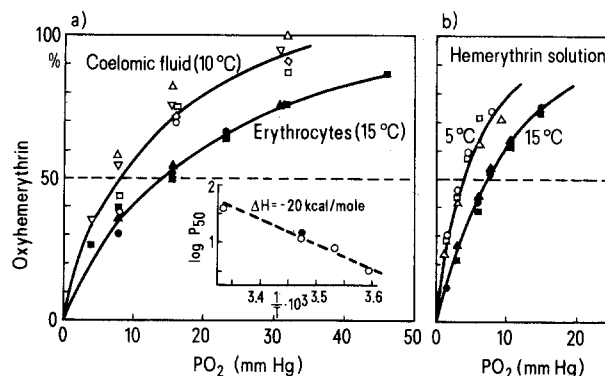 a)
100
%
50
0
Oxyhemerythrin
Coelomic fluid (10 °C)
Erythrocytes (15 °C)
2
1
log P50
ΔH = -20 kcal/mole
3.4 3.5 3.6
1/T · 10³
0 10 20 30 40 50
PO2 (mm Hg)
b)
Hemerythrin solution
5 °C
15 °C
0 10 20
PO2 (mm Hg)